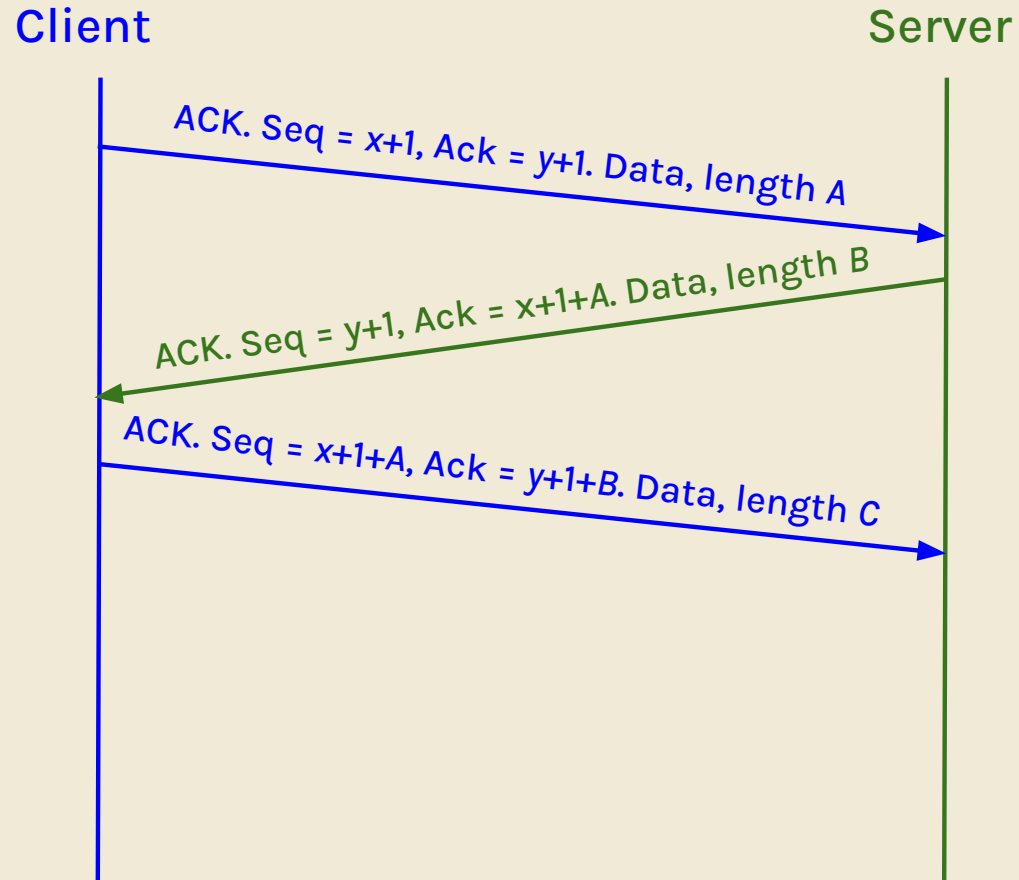 Client
Server
ACK. Seq = x+1, Ack = y+1. Data, length A
ACK. Seq = y+1, Ack = x+1+A. Data, length B
ACK. Seq = x+1+A, Ack = y+1+B. Data, length C